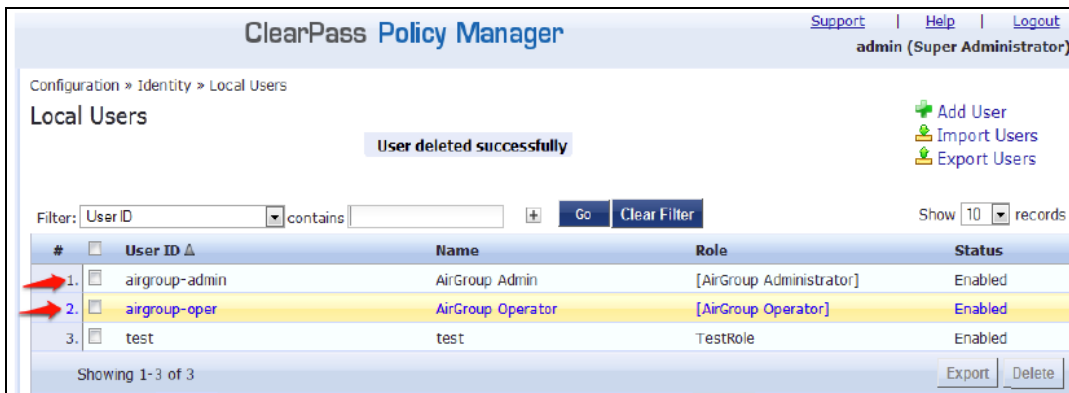 Support | Help | Logout
ClearPass Policy Manager
admin (Super Administrator)
Configuration » Identity » Local Users
Local Users
Add User
User deleted successfully
Import Users
Export Users
Filter: User ID contains + Go Clear Filter Show 10 records
# User ID Name Role Status
1. airgroup-admin AirGroup Admin [AirGroup Administrator] Enabled
2. airgroup-oper AirGroup Operator [AirGroup Operator] Enabled
3. test test TestRole Enabled
Showing 1-3 of 3 Export Delete